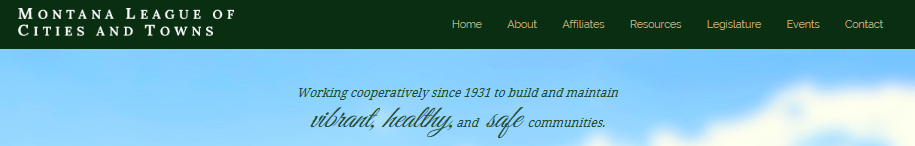 Montana League of
Cities and Towns
Home About Affiliates Resources Legislature Events Contact
Working cooperatively since 1931 to build and maintain
vibrant, healthy, and safe communities.